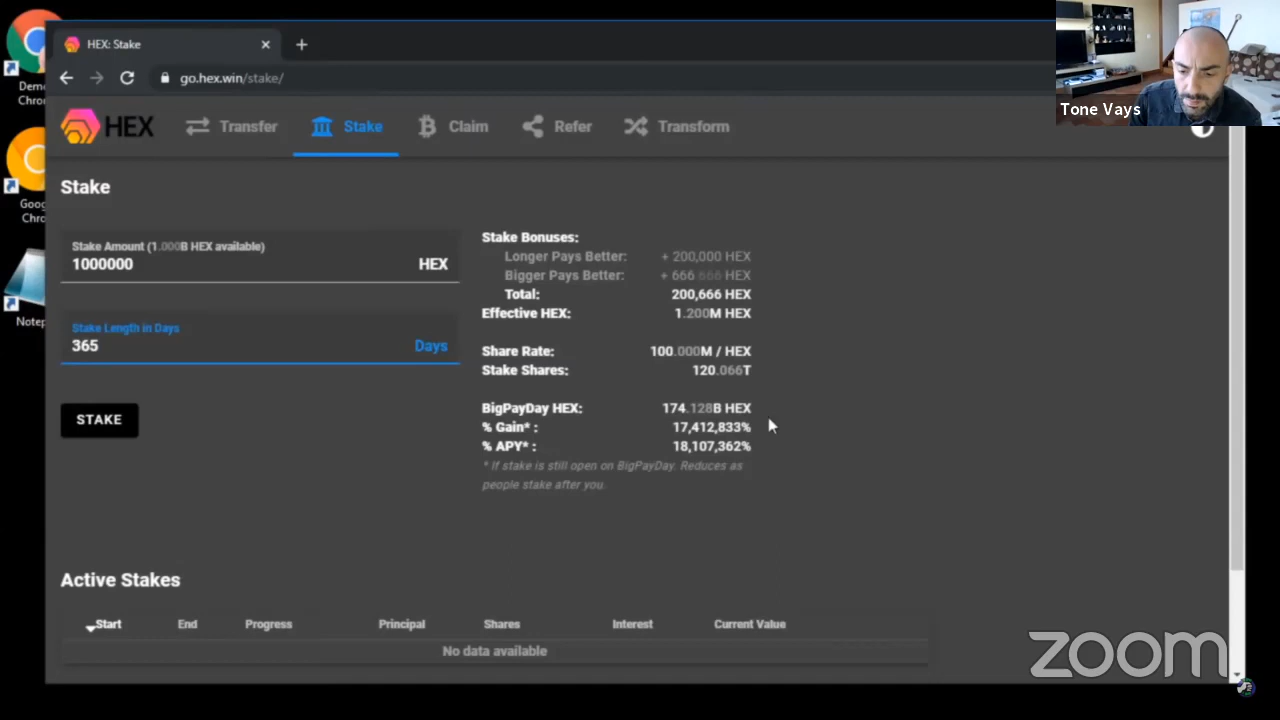 HEX: Stake
Demo
Chrom
go.hex.win/stake/
Tone Vays
HEX
Transfer
Stake
Claim
Refer
Transform
Goog
Chro
Notep
Stake
Stake Amount (1.000B HEX available)
1000000 HEX
Stake Length in Days
365 Days
STAKE
Stake Bonuses:
Longer Pays Better: + 200,000 HEX
Bigger Pays Better: + 666.666 HEX
Total: 200,666 HEX
Effective HEX: 1.200M HEX
Share Rate: 100.000M / HEX
Stake Shares: 120.066T
BigPayDay HEX: 174.128B HEX
% Gain* : 17,412,833%
% APY* : 18,107,362%
* If stake is still open on BigPayDay. Reduces as
people stake after you.
Active Stakes
Start End Progress Principal Shares Interest Current Value
No data available
zoom